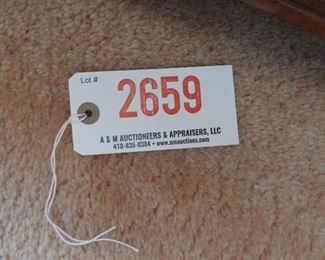 Lot #
2659
A & M AUCTIONEERS & APPRAISERS, LLC
410-835-0384 • www.amauctions.com